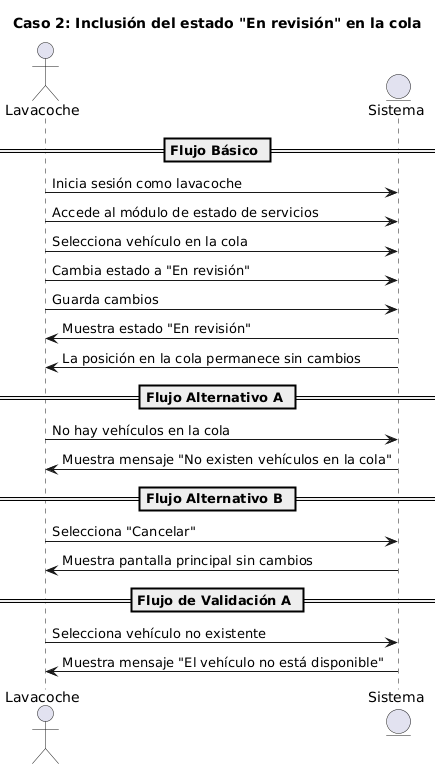 Caso 2: Inclusión del estado "En revisión" en la cola
Lavacoche
Sistema
Flujo Básico
Inicia sesión como lavacoche
Accede al módulo de estado de servicios
Selecciona vehículo en la cola
Cambia estado a "En revisión"
Guarda cambios
Muestra estado "En revisión"
La posición en la cola permanece sin cambios
Flujo Alternativo A
No hay vehículos en la cola
Muestra mensaje "No existen vehículos en la cola"
Flujo Alternativo B
Selecciona "Cancelar"
Muestra pantalla principal sin cambios
Flujo de Validación A
Selecciona vehículo no existente
Muestra mensaje "El vehículo no está disponible"
Lavacoche
Sistema